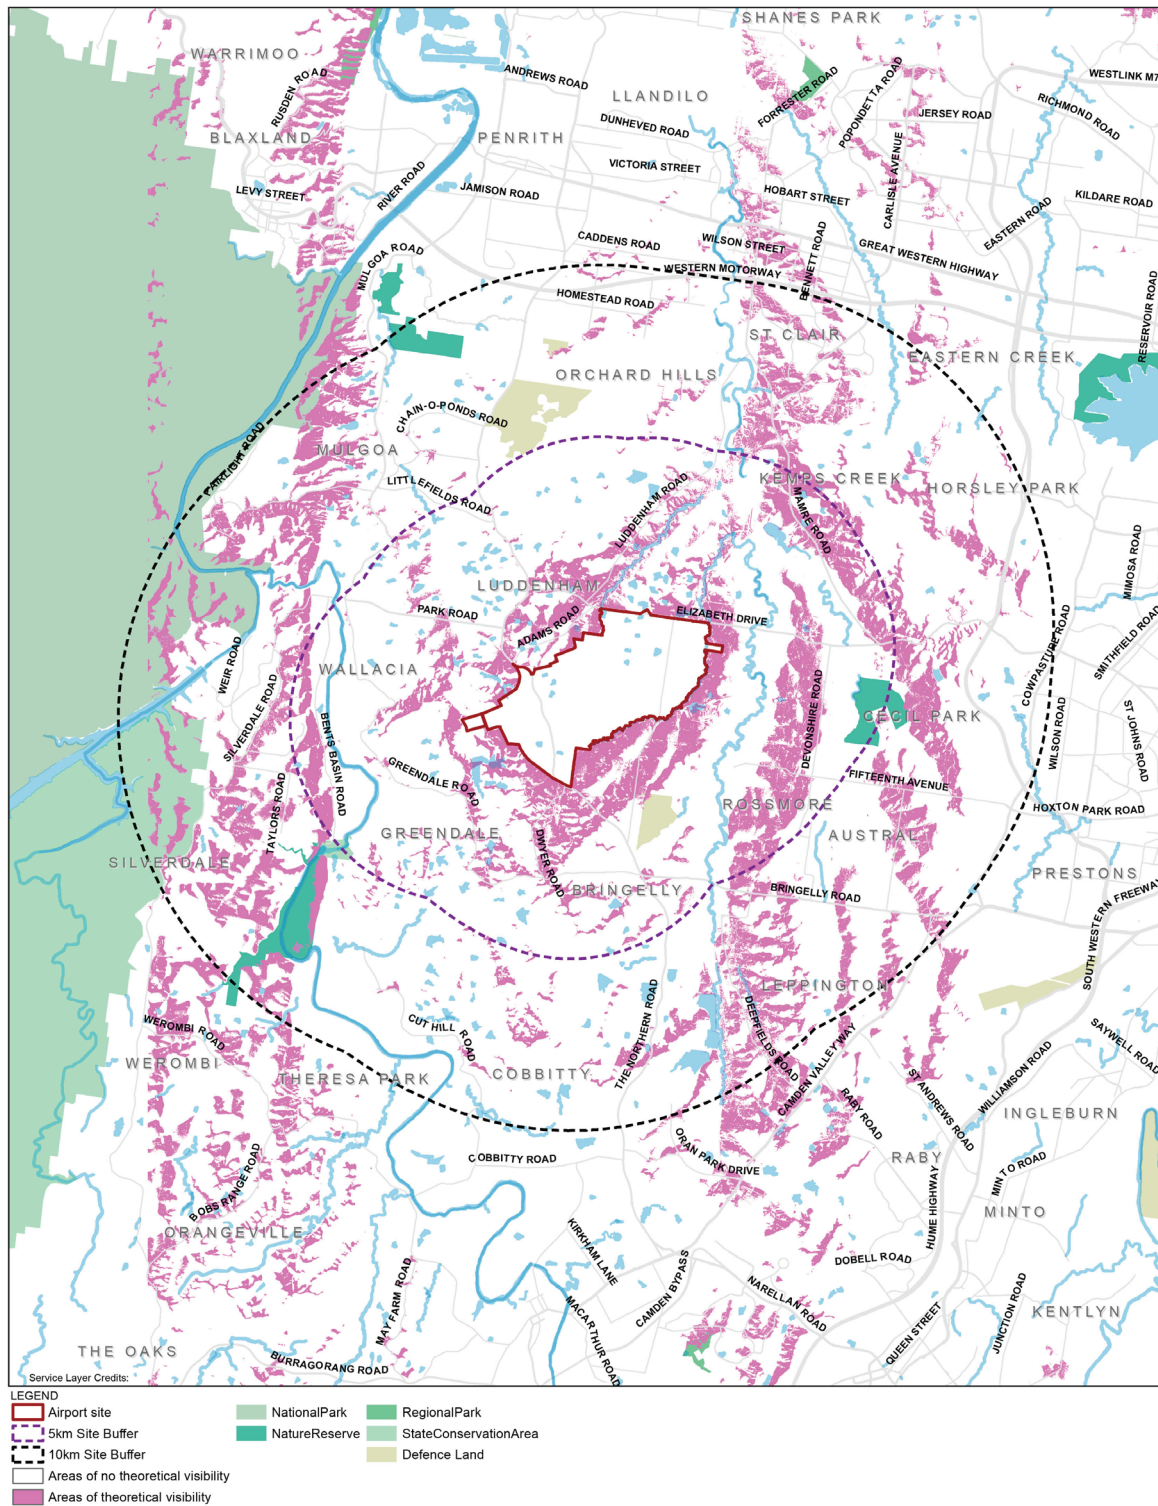 SHANES PARK
WARRIMOO
RUSDEN ROAD
ANDREWS ROAD
WESTLINK M7
LLANDILO
FORRESTER ROAD
POPONDETTA ROAD
RICHMOND ROAD
JERSEY ROAD
BLAXLAND
PENRITH
DUNHEVED ROAD
VICTORIA STREET
CARLISLE AVENUE
LEVY STREET
RIVER ROAD
JAMISON ROAD
HOBART STREET
KILDARE ROAD
EASTERN ROAD
MULGOA ROAD
CADDENS ROAD
WILSON STREET
BENNETT ROAD
GREAT WESTERN HIGHWAY
WESTERN MOTORWAY
HOMESTEAD ROAD
RESERVOIR ROAD
ST CLAIR
EASTERN CREEK
ORCHARD HILLS
CHAIN-O-PONDS ROAD
FAIRLIGHT ROAD
MULGOA
LITTLEFIELDS ROAD
LUDDENHAM ROAD
KEMPS CREEK
MAMRE ROAD
HORSLEY PARK
MIMOSA ROAD
LUDDENHAM
PARK ROAD
ADAMS ROAD
ELIZABETH DRIVE
COWPASTURE ROAD
SMITHFIELD ROAD
WEIR ROAD
WALLACIA
SILVERDALE ROAD
BENTS BASIN ROAD
DEVONSHIRE ROAD
CECIL PARK
WILSON ROAD
ST JOHNS ROAD
TAYLORS ROAD
GREENDALE ROAD
FIFTEENTH AVENUE
ROSSMORE
HOXTON PARK ROAD
GREENDALE
DWYER ROAD
AUSTRAL
SILVERDALE
BRINGELLY
BRINGELLY ROAD
PRESTONS
SOUTH WESTERN FREEWAY
LEPPINGTON
WEROMBI ROAD
CUT HILL ROAD
THE NORTHERN ROAD
DEEPFIELDS ROAD
CAMDEN VALLEY WAY
SAYWELL ROAD
WEROMBI
THERESA PARK
COBBITTY
RABY ROAD
ST ANDREWS ROAD
WILLIAMSON ROAD
INGLEBURN
COBBITTY ROAD
ORAN PARK DRIVE
RABY
MINTO ROAD
BOBS RANGE ROAD
ORANGEVILLE
HUME HIGHWAY
MINTO
KIRKHAM LANE
DOBELL ROAD
MAY FARM ROAD
CAMDEN BYPASS
NARELLAN ROAD
JUNCTION ROAD
KENTLYN
MACARTHUR ROAD
QUEEN STREET
THE OAKS
BURRAGORANG ROAD
Service Layer Credits:
LEGEND
Airport site
5km Site Buffer
10km Site Buffer
Areas of no theoretical visibility
Areas of theoretical visibility
NationalPark
NatureReserve
RegionalPark
StateConservationArea
Defence Land